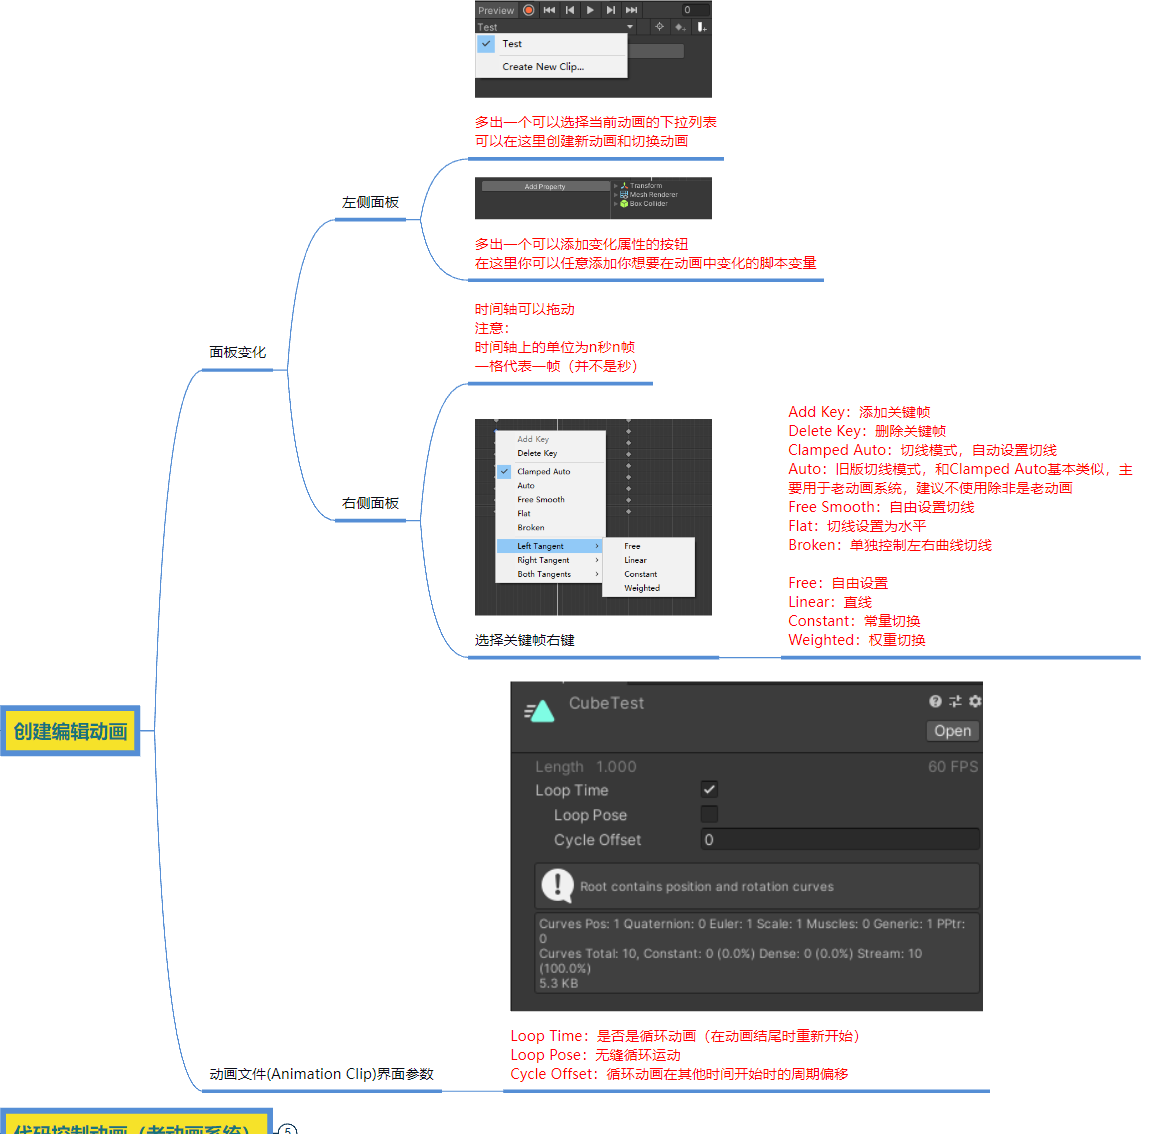 Preview
0
Test
Test
Create New Clip...
多出一个可以选择当前动画的下拉列表
可以在这里创建新动画和切换动画
左侧面板
Add Property
Transform
Mesh Renderer
Box Collider
多出一个可以添加变化属性的按钮
在这里你可以任意添加你想要在动画中变化的脚本变量
面板变化
时间轴可以拖动
注意：
时间轴上的单位为n秒n帧
一格代表一帧（并不是秒）
右侧面板
Add Key
Delete Key
Clamped Auto
Auto
Free Smooth
Flat
Broken
Left Tangent
Right Tangent
Both Tangents
Free
Linear
Constant
Weighted
选择关键帧右键
Add Key：添加关键帧
Delete Key：删除关键帧
Clamped Auto：切线模式，自动设置切线
Auto：旧版切线模式，和Clamped Auto基本类似，主
要用于老动画系统，建议不使用除非是老动画
Free Smooth：自由设置切线
Flat：切线设置为水平
Broken：单独控制左右曲线切线
Free：自由设置
Linear：直线
Constant：常量切换
Weighted：权重切换
创建编辑动画
CubeTest
Open
Length 1.000
60 FPS
Loop Time
Loop Pose
Cycle Offset
0
Root contains position and rotation curves
Curves Pos: 1 Quaternion: 0 Euler: 1 Scale: 1 Muscles: 0 Generic: 1 PPtr:
0
Curves Total: 10, Constant: 0 (0.0%) Dense: 0 (0.0%) Stream: 10
(100.0%)
5.3 KB
动画文件(Animation Clip)界面参数
Loop Time：是否是循环动画（在动画结尾时重新开始）
Loop Pose：无缝循环运动
Cycle Offset：循环动画在其他时间开始时的周期偏移
代码控制动画（老动画系统）
5